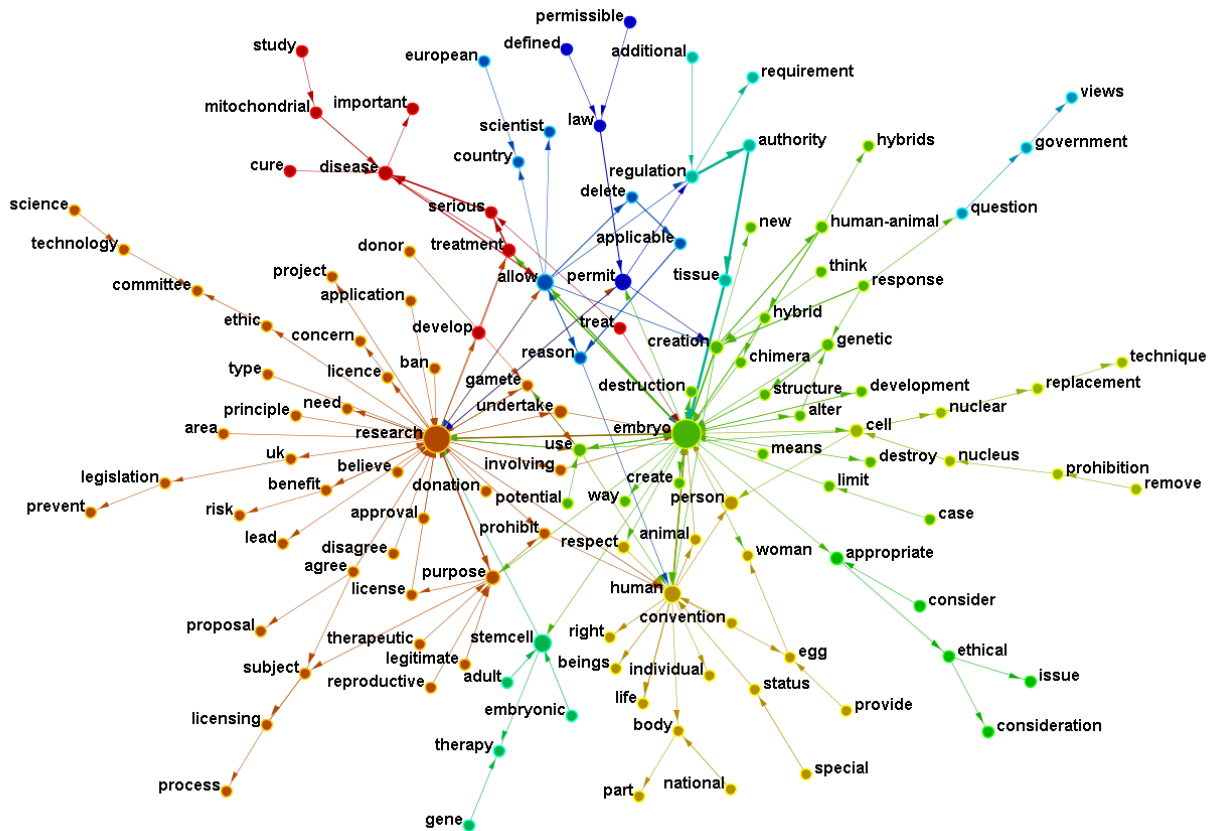 permissible
study
defined
european
additional
requirement
views
mitochondrial
important
scientist
law
authority
hybrids
government
cure
disease
country
regulation
delete
science
serious
new
human-animal
question
technology
donor
treatment
applicable
project
allow
permit
tissue
think
response
committee
application
treat
hybrid
ethic
concern
develop
reason
creation
chimera
genetic
type
licence
ban
gamete
destruction
structure
development
technique
replacement
principle
need
undertake
alter
nuclear
area
research
embryo
cell
uk
use
means
destroy
nucleus
legislation
believe
involving
prohibition
prevent
benefit
donation
potential
way
create
person
limit
remove
risk
approval
case
lead
disagree
prohibit
respect
animal
woman
appropriate
agree
purpose
license
human
proposal
therapeutic
stemcell
right
convention
consider
subject
legitimate
beings
individual
egg
ethical
reproductive
adult
life
status
issue
licensing
embryonic
body
provide
consideration
therapy
process
part
national
special
gene